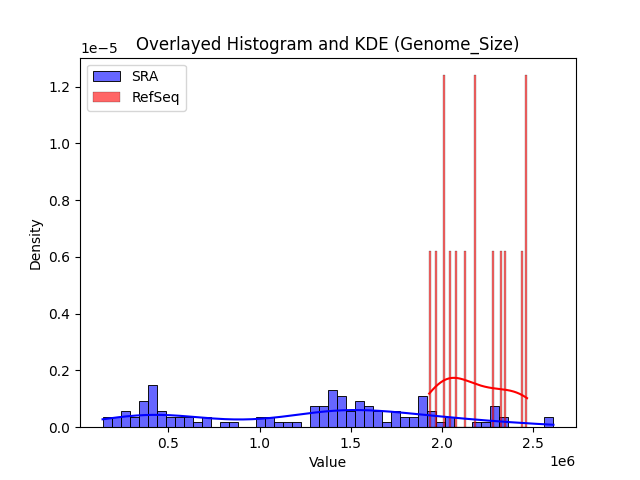 Overlayed Histogram and KDE (Genome_Size)
1e−5
SRA
RefSeq
1.2
1.0
0.8
0.6
0.4
0.2
0.0
Density
0.5
1.0
1.5
2.0
2.5
Value
1e6